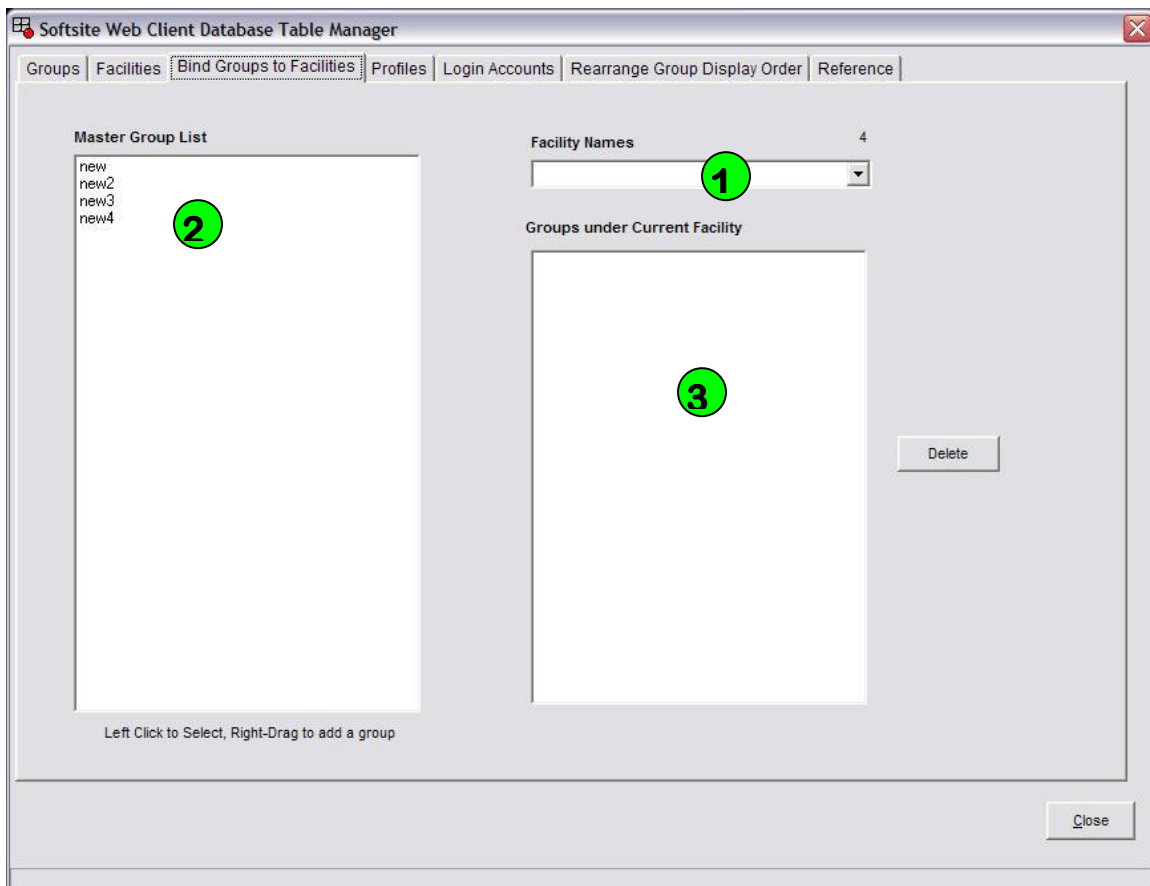 Softsite Web Client Database Table Manager
Groups Facilities Bind Groups to Facilities Profiles Login Accounts Rearrange Group Display Order Reference
Master Group List
new
new2
new3
new4
2
Left Click to Select, Right-Drag to add a group
Facility Names 4
1
Groups under Current Facility
3
Delete
Close